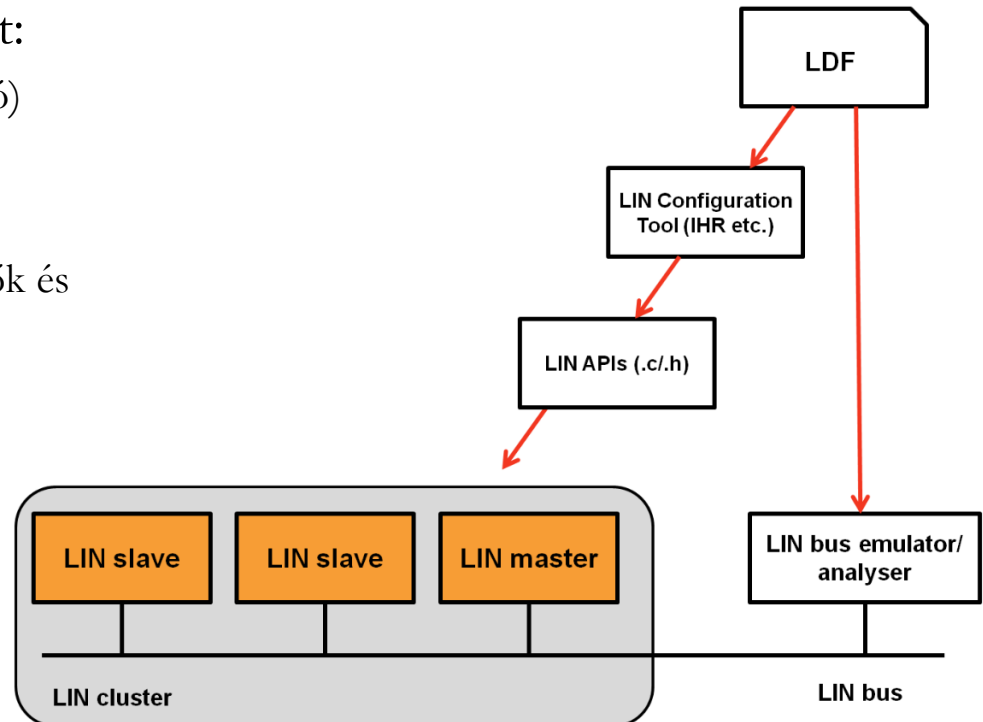 t:
ó)
ők és
LDF
LIN Configuration
Tool (IHR etc.)
LIN APIs (.c/.h)
LIN slave
LIN slave
LIN master
LIN bus emulator/
analyser
LIN cluster
LIN bus